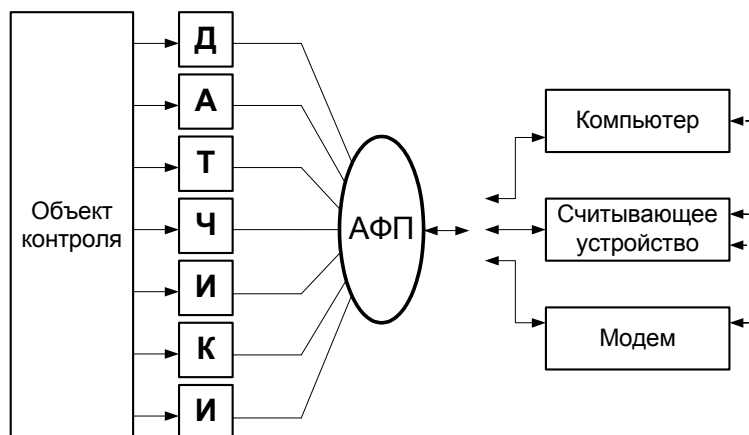 Объект
контроля
Д
А
Т
Ч
И
К
И
АФП
Компьютер
Считывающее
устройство
Модем